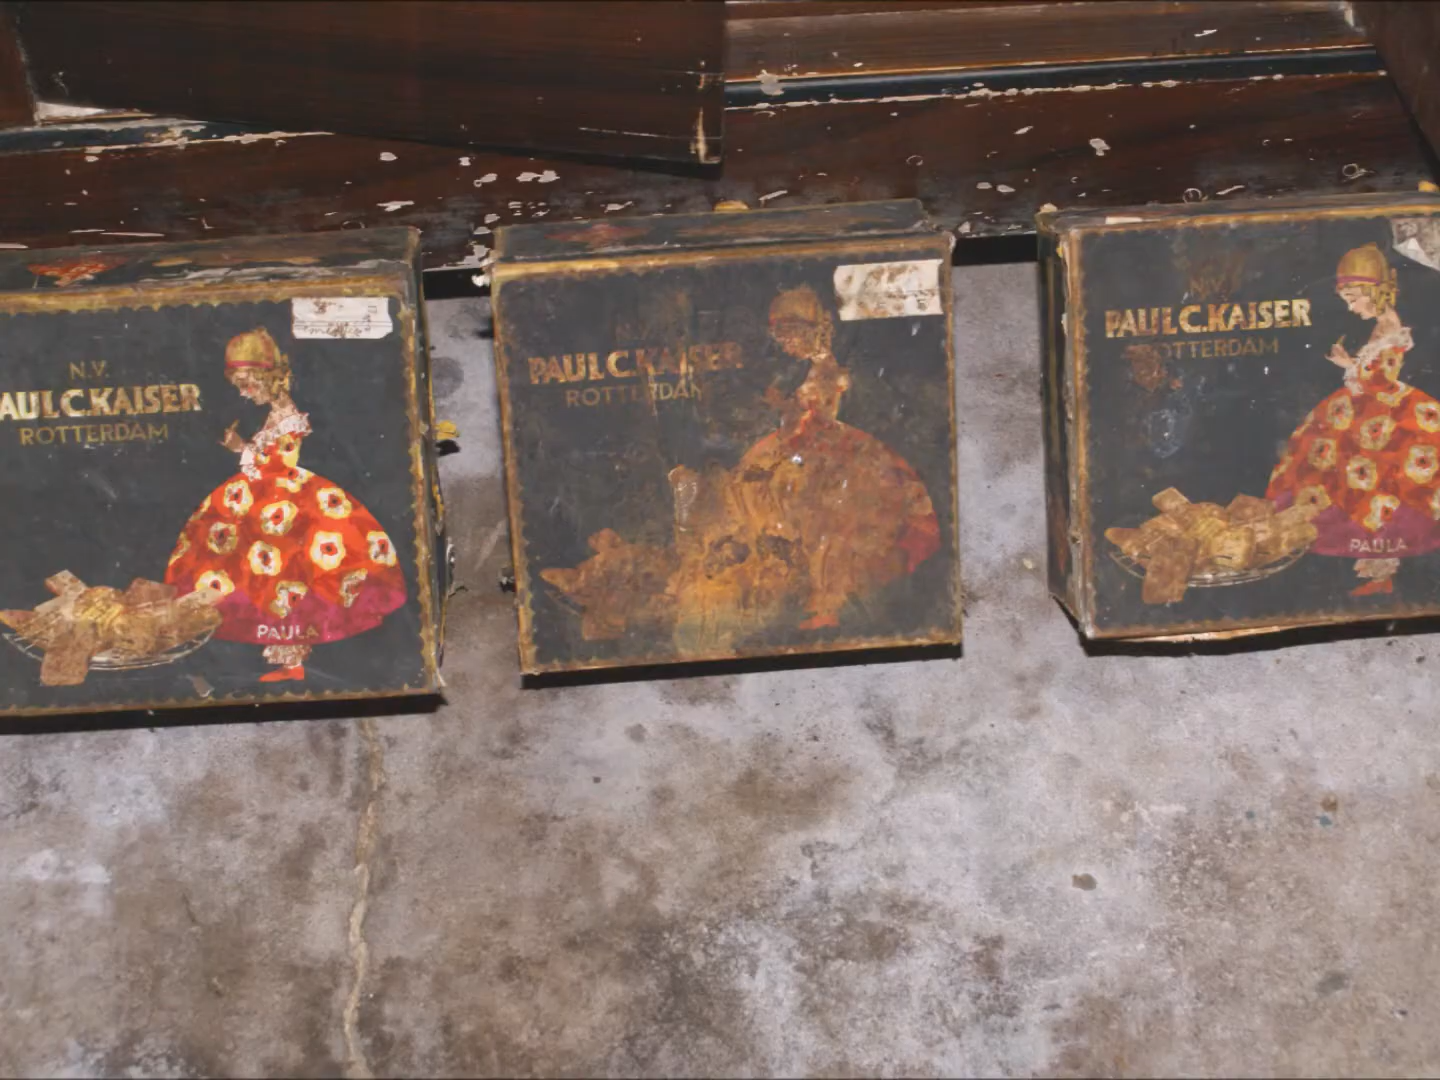 N.V.
PAUL C. KAISER
ROTTERDAM
PAULA
N.V.
PAUL C. KAISER
ROTTERDAM
N.V.
PAUL C. KAISER
ROTTERDAM
PAULA